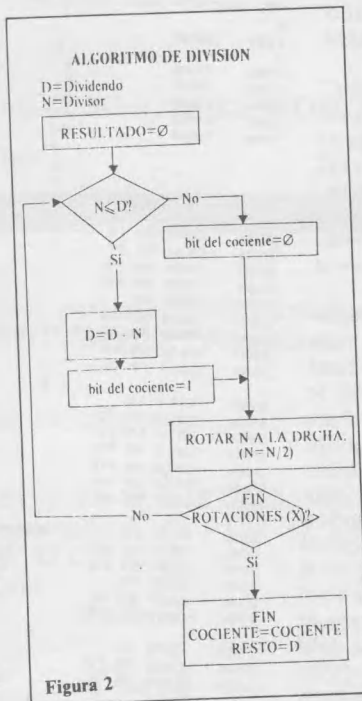 ALGORITMO DE DIVISION
D=Dividendo
N=Divisor
RESULTADO=Ø
N⩽D?
No
Si
bit del cociente=Ø
D=D - N
bit del cociente=1
ROTAR N A LA DRCHA.
(N=N/2)
No
FIN
ROTACIONES (X)?
Si
FIN
COCIENTE=COCIENTE
RESTO=D
Figura 2